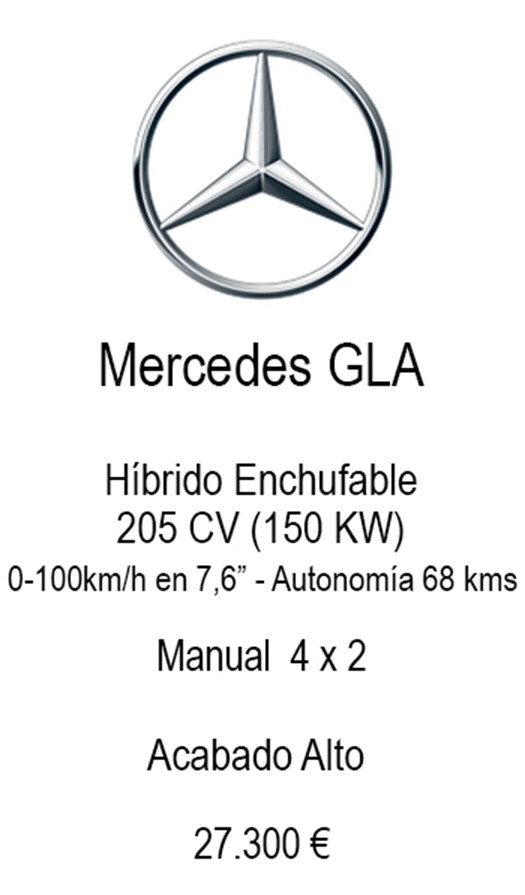 Mercedes GLA
Híbrido Enchufable
205 CV (150 KW)
0-100km/h en 7,6” - Autonomía 68 kms
Manual 4 x 2
Acabado Alto
27.300 €